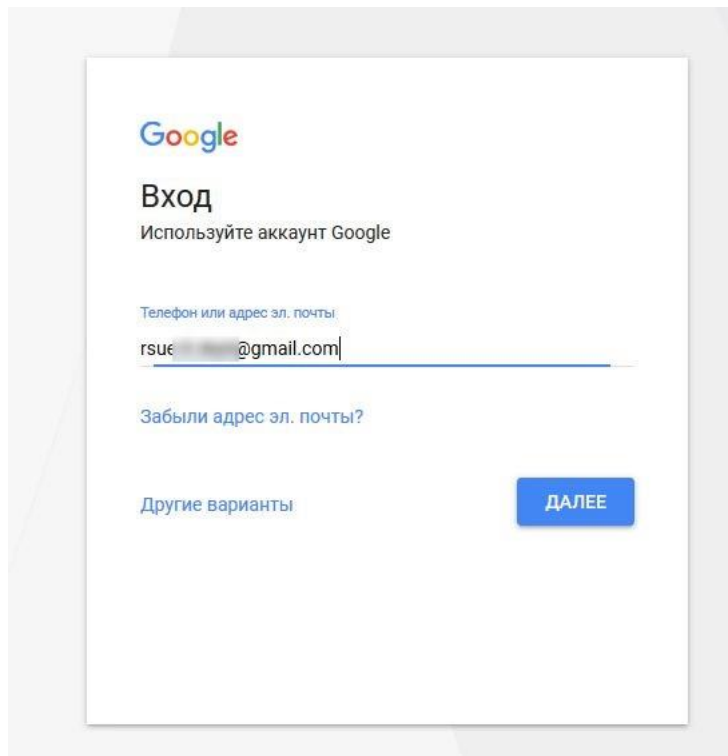 Google
Вход
Используйте аккаунт Google
Телефон или адрес эл. почты
@gmail.com
Забыли адрес эл. почты?
Другие варианты
ДАЛЕЕ